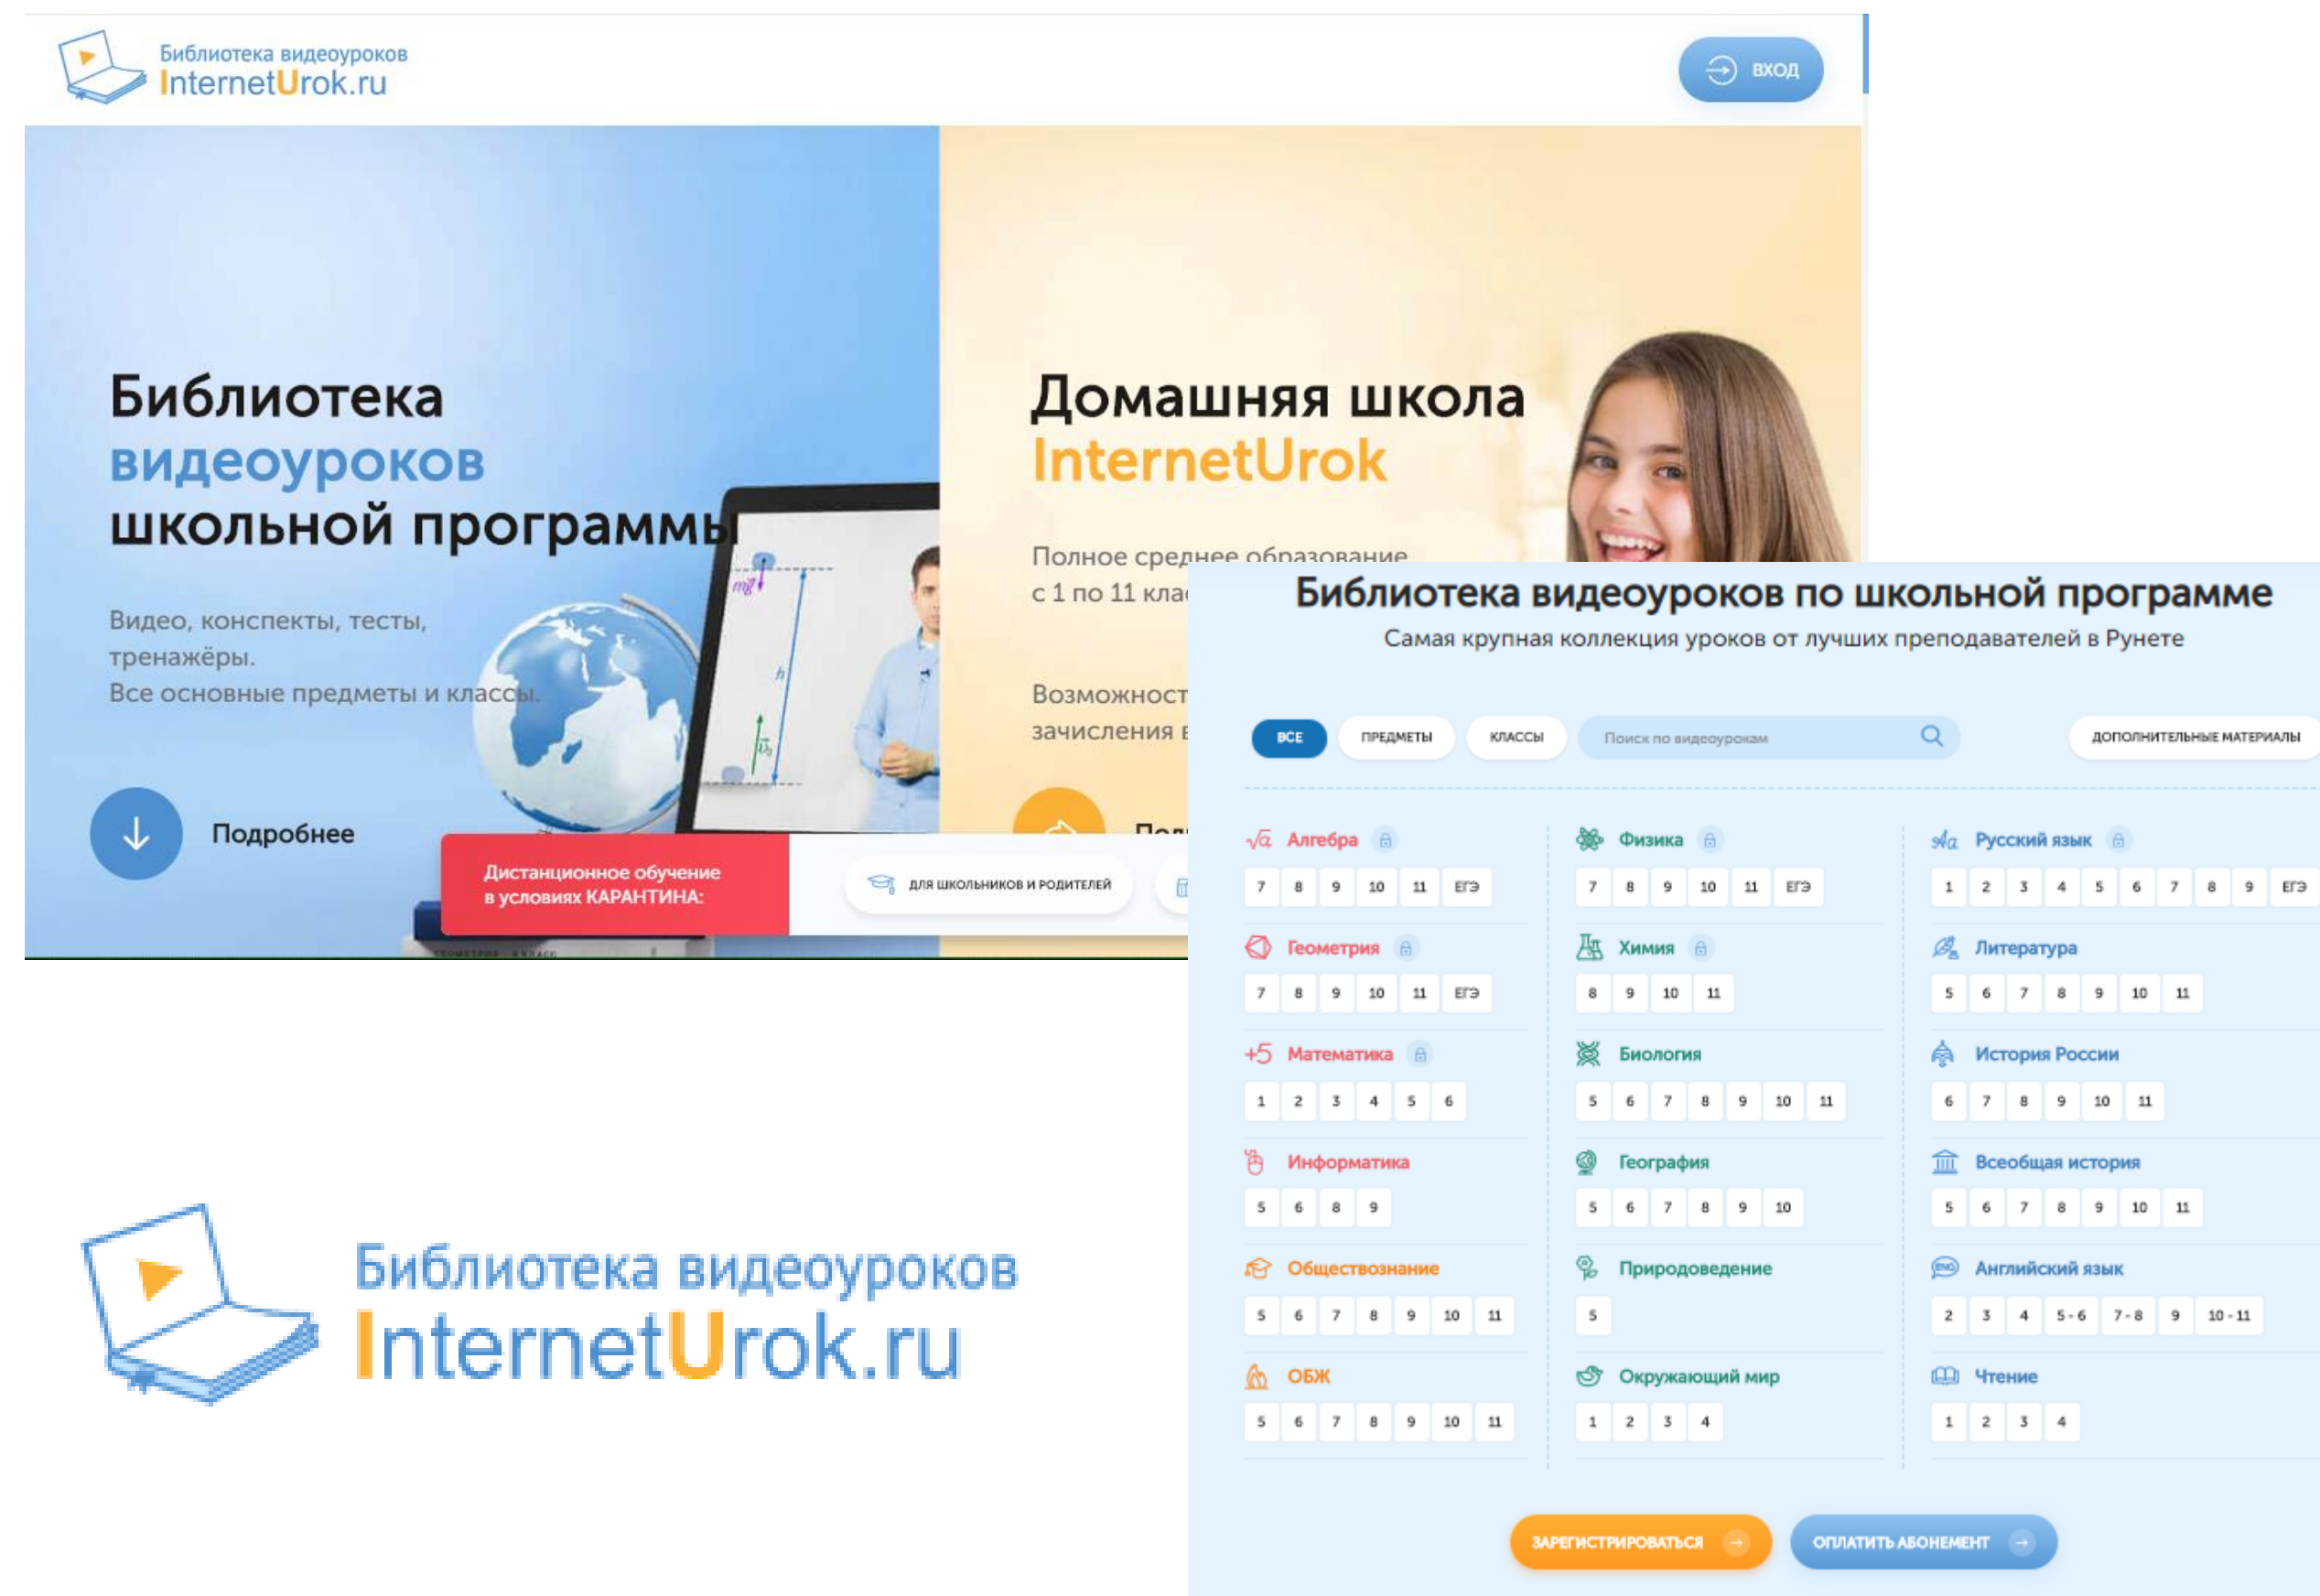 Библиотека видеоуроков
InternetUrok.ru
ВХОД
Библиотека
видеоуроков
школьной программы
Видео, конспекты, тесты,
тренажёры.
Все основные предметы и классы.
Подробнее
mg
h
Домашняя школа
InternetUrok
Полное среднее образование
с 1 по 11
зачисления
Дистанционное обучение
в условиях КАРАНТИНА:
ДЛЯ ШКОЛЬНИКОВ И РОДИТЕЛЕЙ
Библиотека видеоуроков по школьной программе
Самая крупная коллекция уроков от лучших преподавателей в Рунете
ВСЕ ПРЕДМЕТЫ КЛАССЫ Поиск по видеоурокам ДОПОЛНИТЕЛЬНЫЕ МАТЕРИАЛЫ
√a Алгебра
7 8 9 10 11 ЕГЭ
Геометрия
7 8 9 10 11 ЕГЭ
+5 Математика
1 2 3 4 5 6
Информатика
5 6 8 9
Обществознание
5 6 7 8 9 10 11
ОБЖ
5 6 7 8 9 10 11
Физика
7 8 9 10 11 ЕГЭ
Химия
8 9 10 11
Биология
5 6 7 8 9 10 11
География
5 6 7 8 9 10
Природоведение
5
Окружающий мир
1 2 3 4
Аа Русский язык
1 2 3 4 5 6 7 8 9 ЕГЭ
Литература
5 6 7 8 9 10 11
История России
6 7 8 9 10 11
Всеобщая история
5 6 7 8 9 10 11
ENG Английский язык
2 3 4 5-6 7-8 9 10-11
Чтение
1 2 3 4
ЗАРЕГИСТРИРОВАТЬСЯ
ОПЛАТИТЬ АБОНЕМЕНТ
Библиотека видеоуроков
InternetUrok.ru